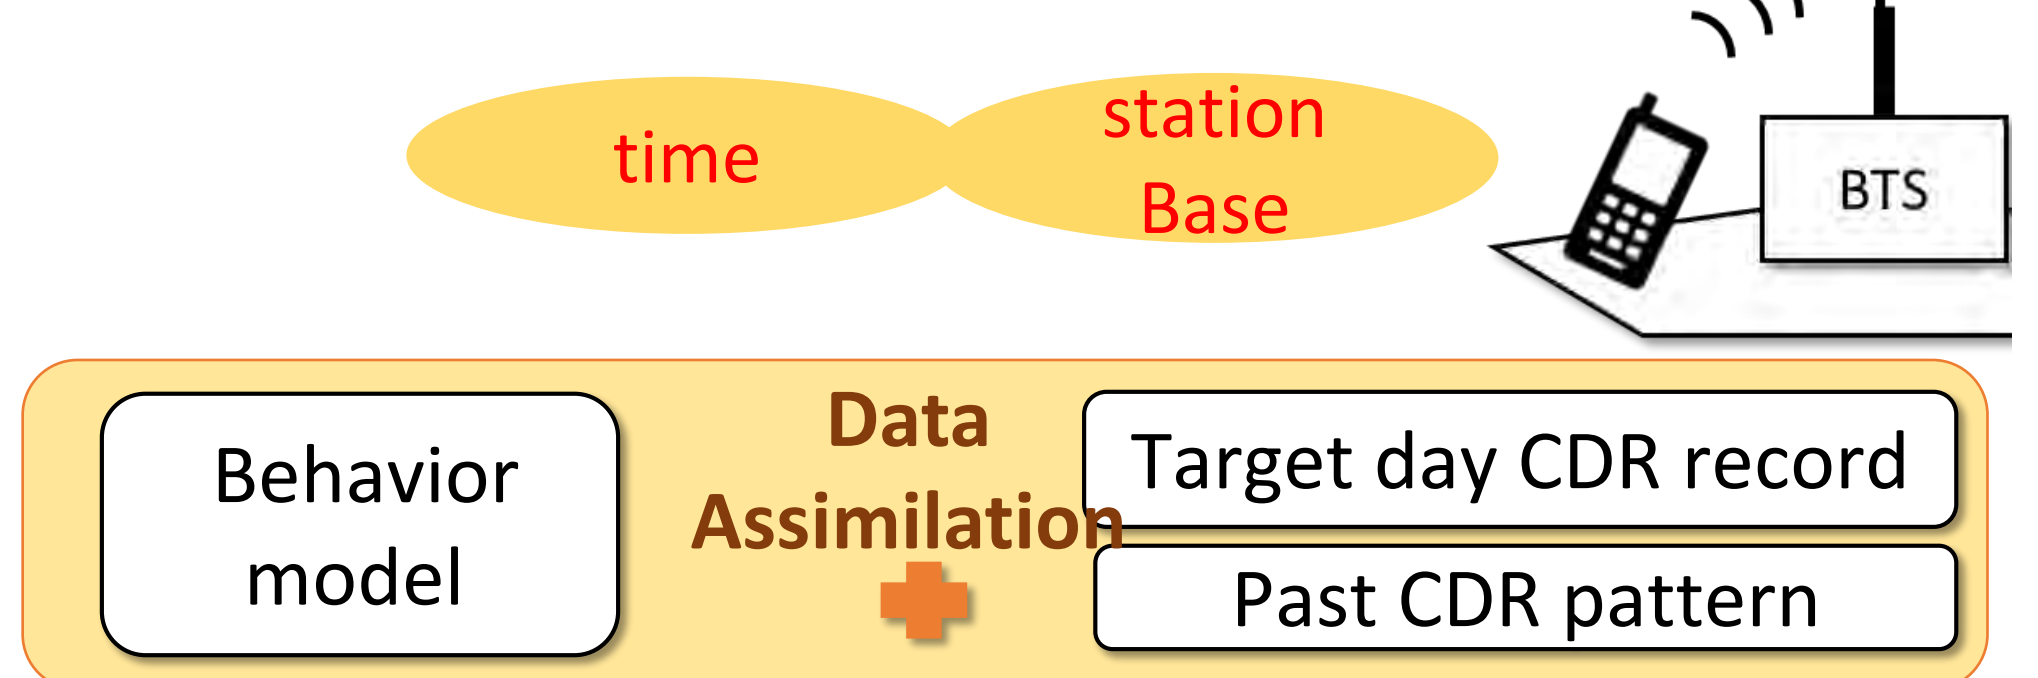 time
station
Base
BTS
Behavior
model
Data
Assimilation
Target day CDR record
Past CDR pattern